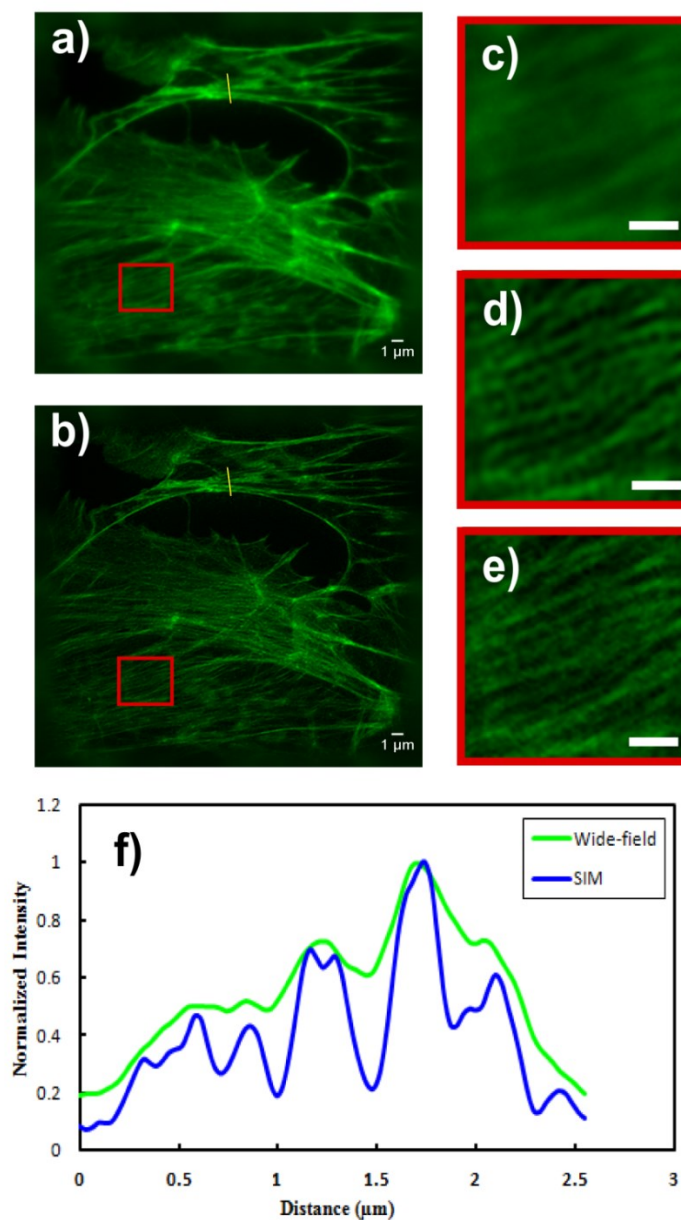 a)
1 µm
b)
1 µm
c)
d)
e)
f)
Wide-field
SIM
Normalized Intensity
1.2
1
0.8
0.6
0.4
0.2
0
0
0.5
1
1.5
2
2.5
3
Distance (µm)